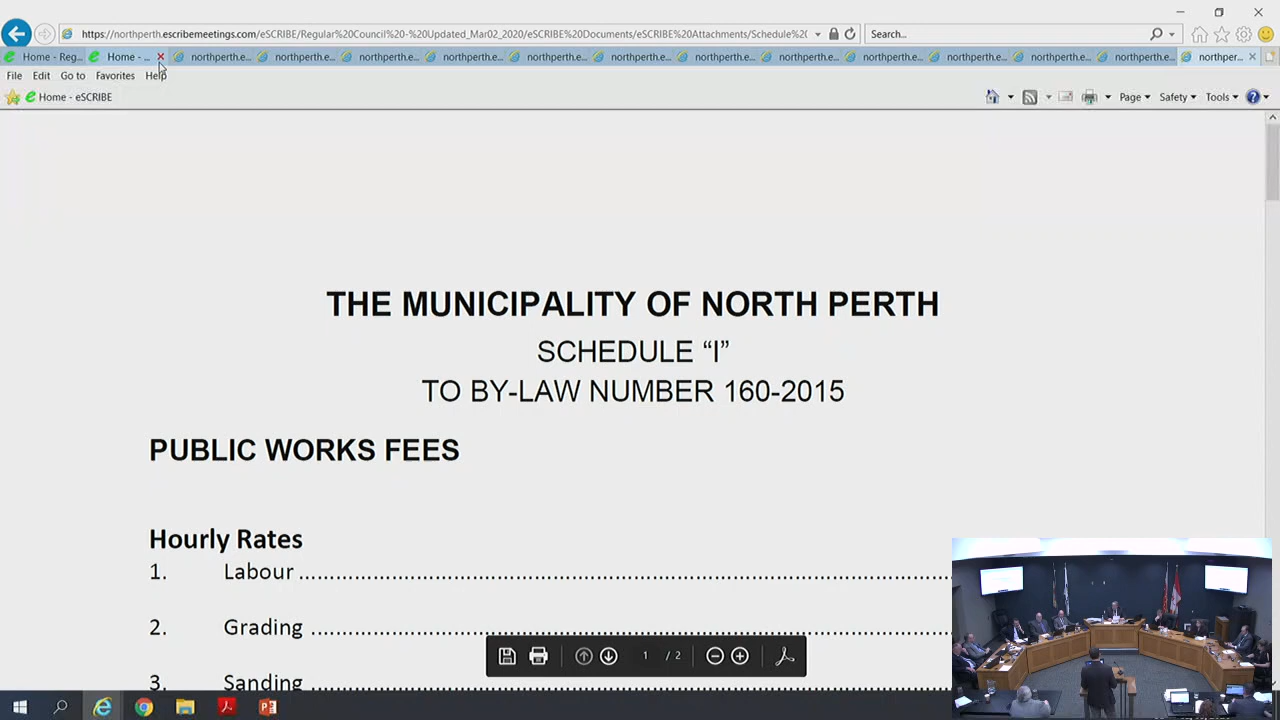 https://northperth.escribemeetings.com/eSCRIBE/Regular%20Council%20-%20Updated_Mar02_2020/eSCRIBE%20Documents/eSCRIBE%20Attachments/Schedule%2(
Search...
Home - Reg... Home - ... northperth.e... northperth.e... northperth.e... northperth.e... northperth.e... northperth.e... northperth.e... northperth.e... northperth.e... northperth.e... northperth.e... northperth.e... northper...
File Edit Go to Favorites Help
Home - eSCRIBE Page Safety Tools
THE MUNICIPALITY OF NORTH PERTH
SCHEDULE “I”
TO BY-LAW NUMBER 160-2015
PUBLIC WORKS FEES
Hourly Rates
1. Labour
2. Grading
3. Sanding
1 / 2